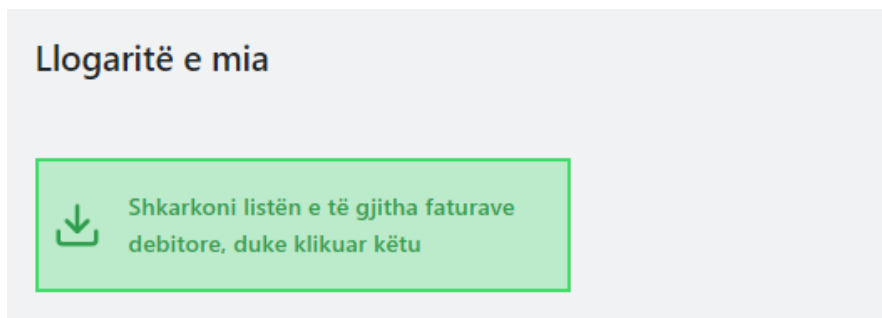 Llogaritë e mia
Shkarkoni listën e të gjitha faturave
debitore, duke klikuar këtu